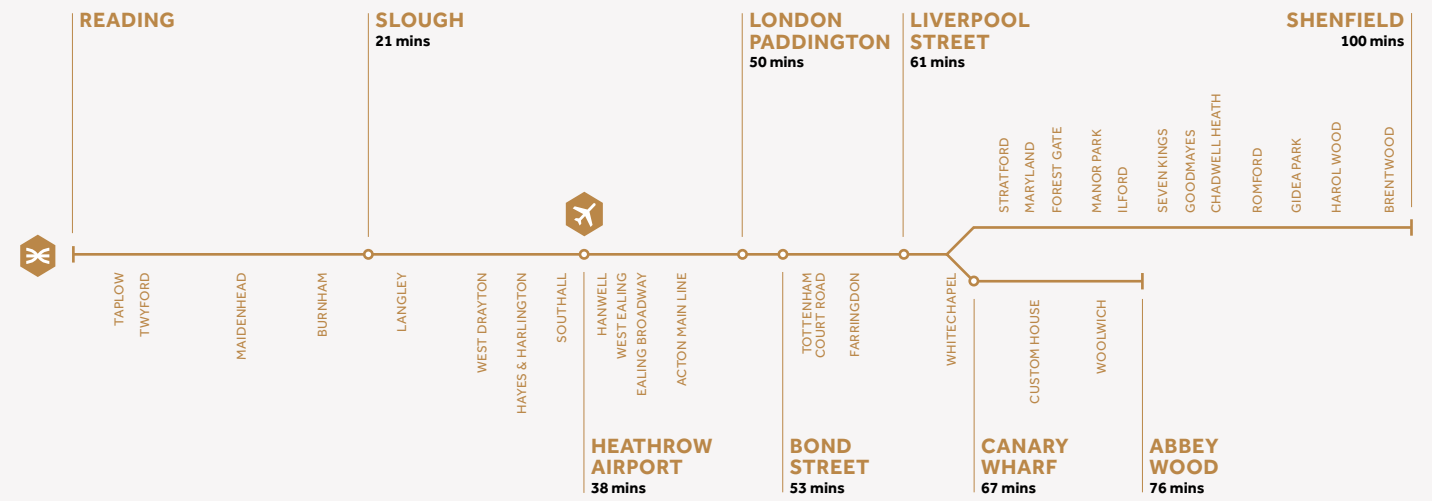 READING
SLOUGH
21 mins
LONDON
PADDINGTON
50 mins
LIVERPOOL
STREET
61 mins
SHENFIELD
100 mins
STRATFORD
MARYLAND
FOREST GATE
MANOR PARK
ILFORD
SEVEN KINGS
GOODMAYES
CHADWELL HEATH
ROMFORD
GIDEA PARK
HAROL WOOD
BRENTWOOD
TAPLOW
TWYFORD
MAIDENHEAD
BURNHAM
LANGLEY
WEST DRAYTON
HAYES & HARLINGTON
SOUTHALL
HANWELL
WEST EALING
EALING BROADWAY
ACTON MAIN LINE
TOTTENHAM
COURT ROAD
FARRINGDON
WHITECHAPEL
CUSTOM HOUSE
WOOLWICH
HEATHROW
AIRPORT
38 mins
BOND
STREET
53 mins
CANARY
WHARF
67 mins
ABBEY
WOOD
76 mins